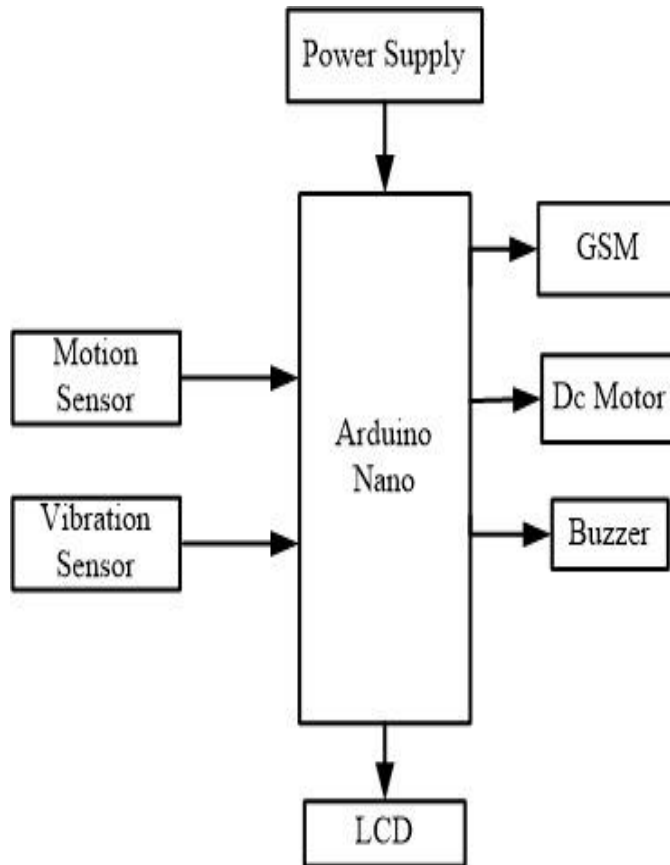 Power Supply
GSM
Motion
Sensor
Dc Motor
Arduino
Nano
Vibration
Sensor
Buzzer
LCD